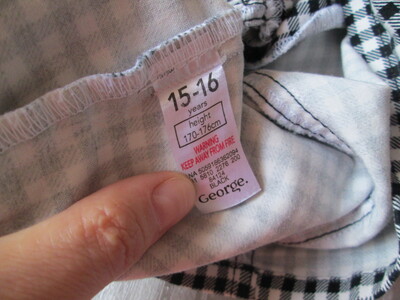 15-16
years
height
170-176cm
WARNING
KEEP AWAY FROM FIRE
BLACK
George.